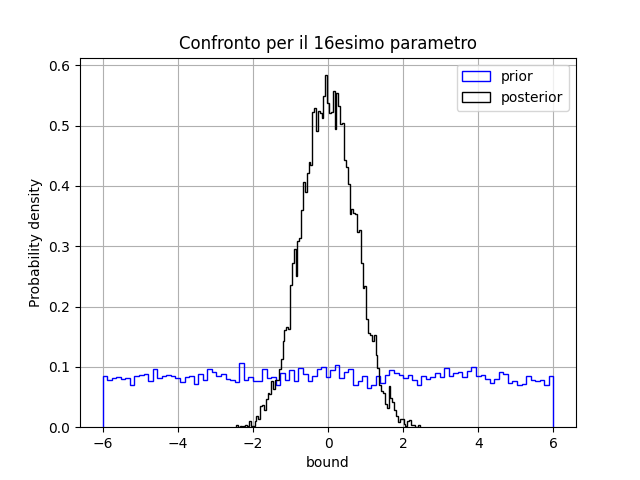 Confronto per il 16esimo parametro
prior
posterior
Probability density
0.6
0.5
0.4
0.3
0.2
0.1
0.0
−6 −4 −2 0 2 4 6
bound